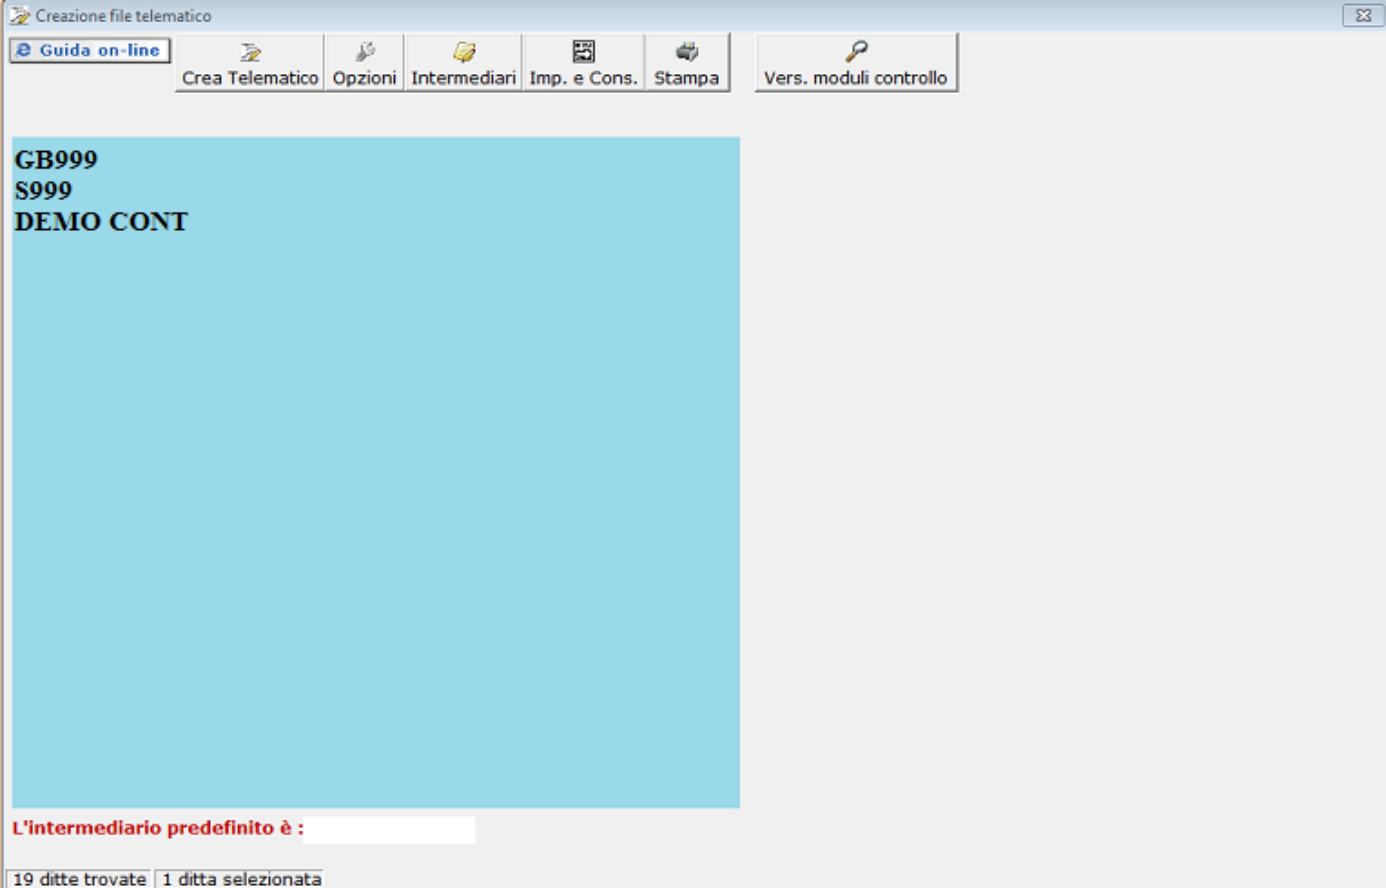 Creazione file telematico
Guida on-line
Crea Telematico Opzioni Intermediari Imp. e Cons. Stampa Vers. moduli controllo
GB999
S999
DEMO CONT
L'intermediario predefinito è :
19 ditte trovate 1 ditta selezionata